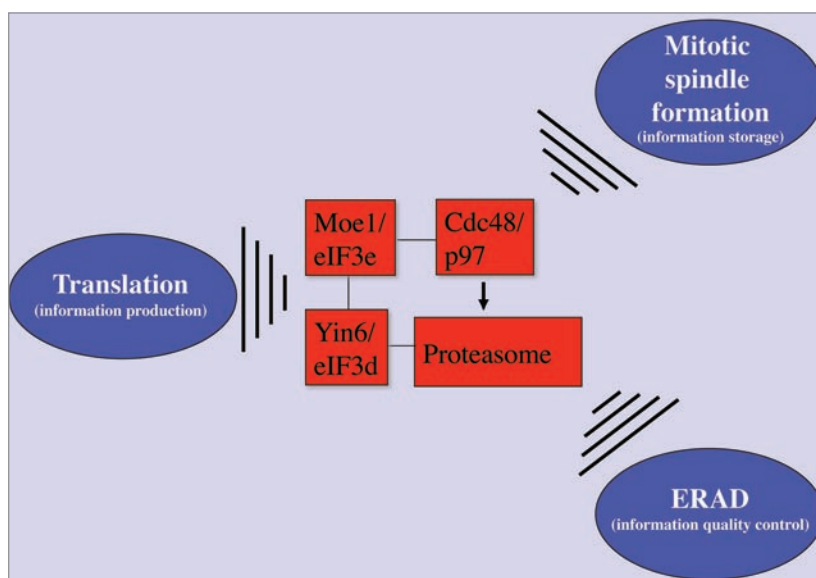 Mitotic
spindle
formation
(information storage)
Moe1/
eIF3e
Cdc48/
p97
Translation
(information production)
Yin6/
eIF3d
Proteasome
ERAD
(information quality control)